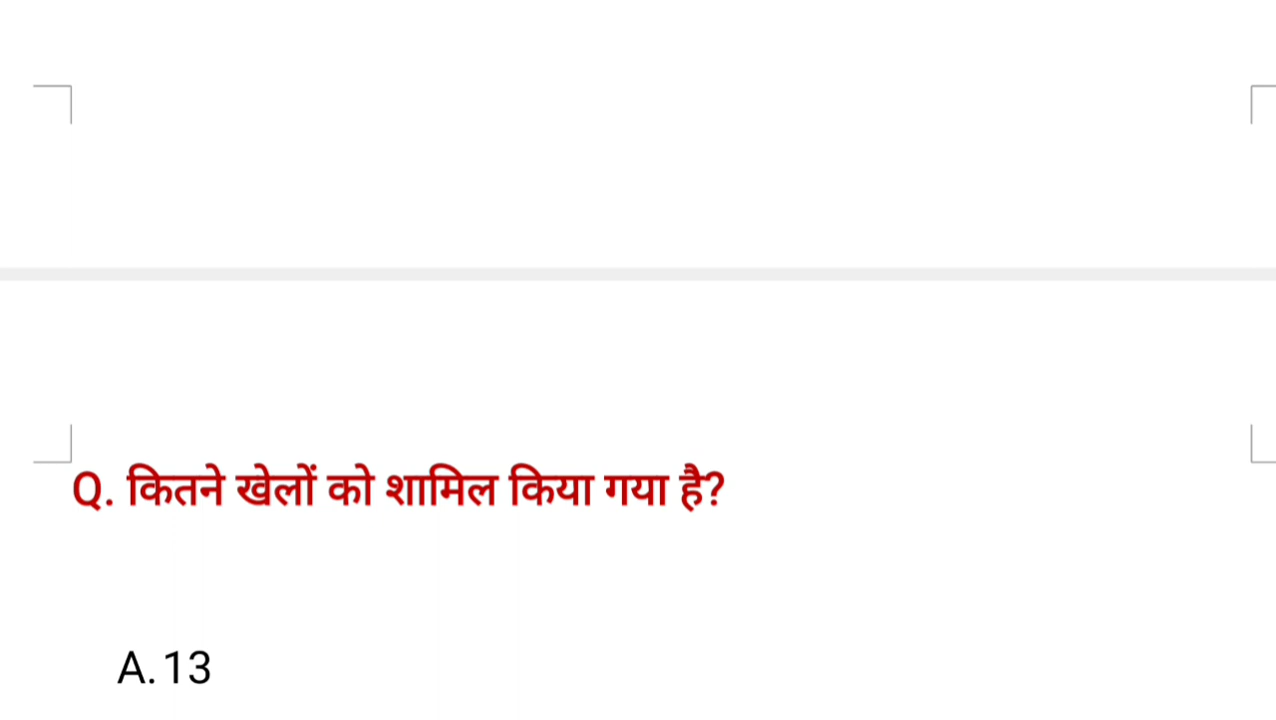 Q. कितने खेलों को शामिल किया गया है?
A. 13